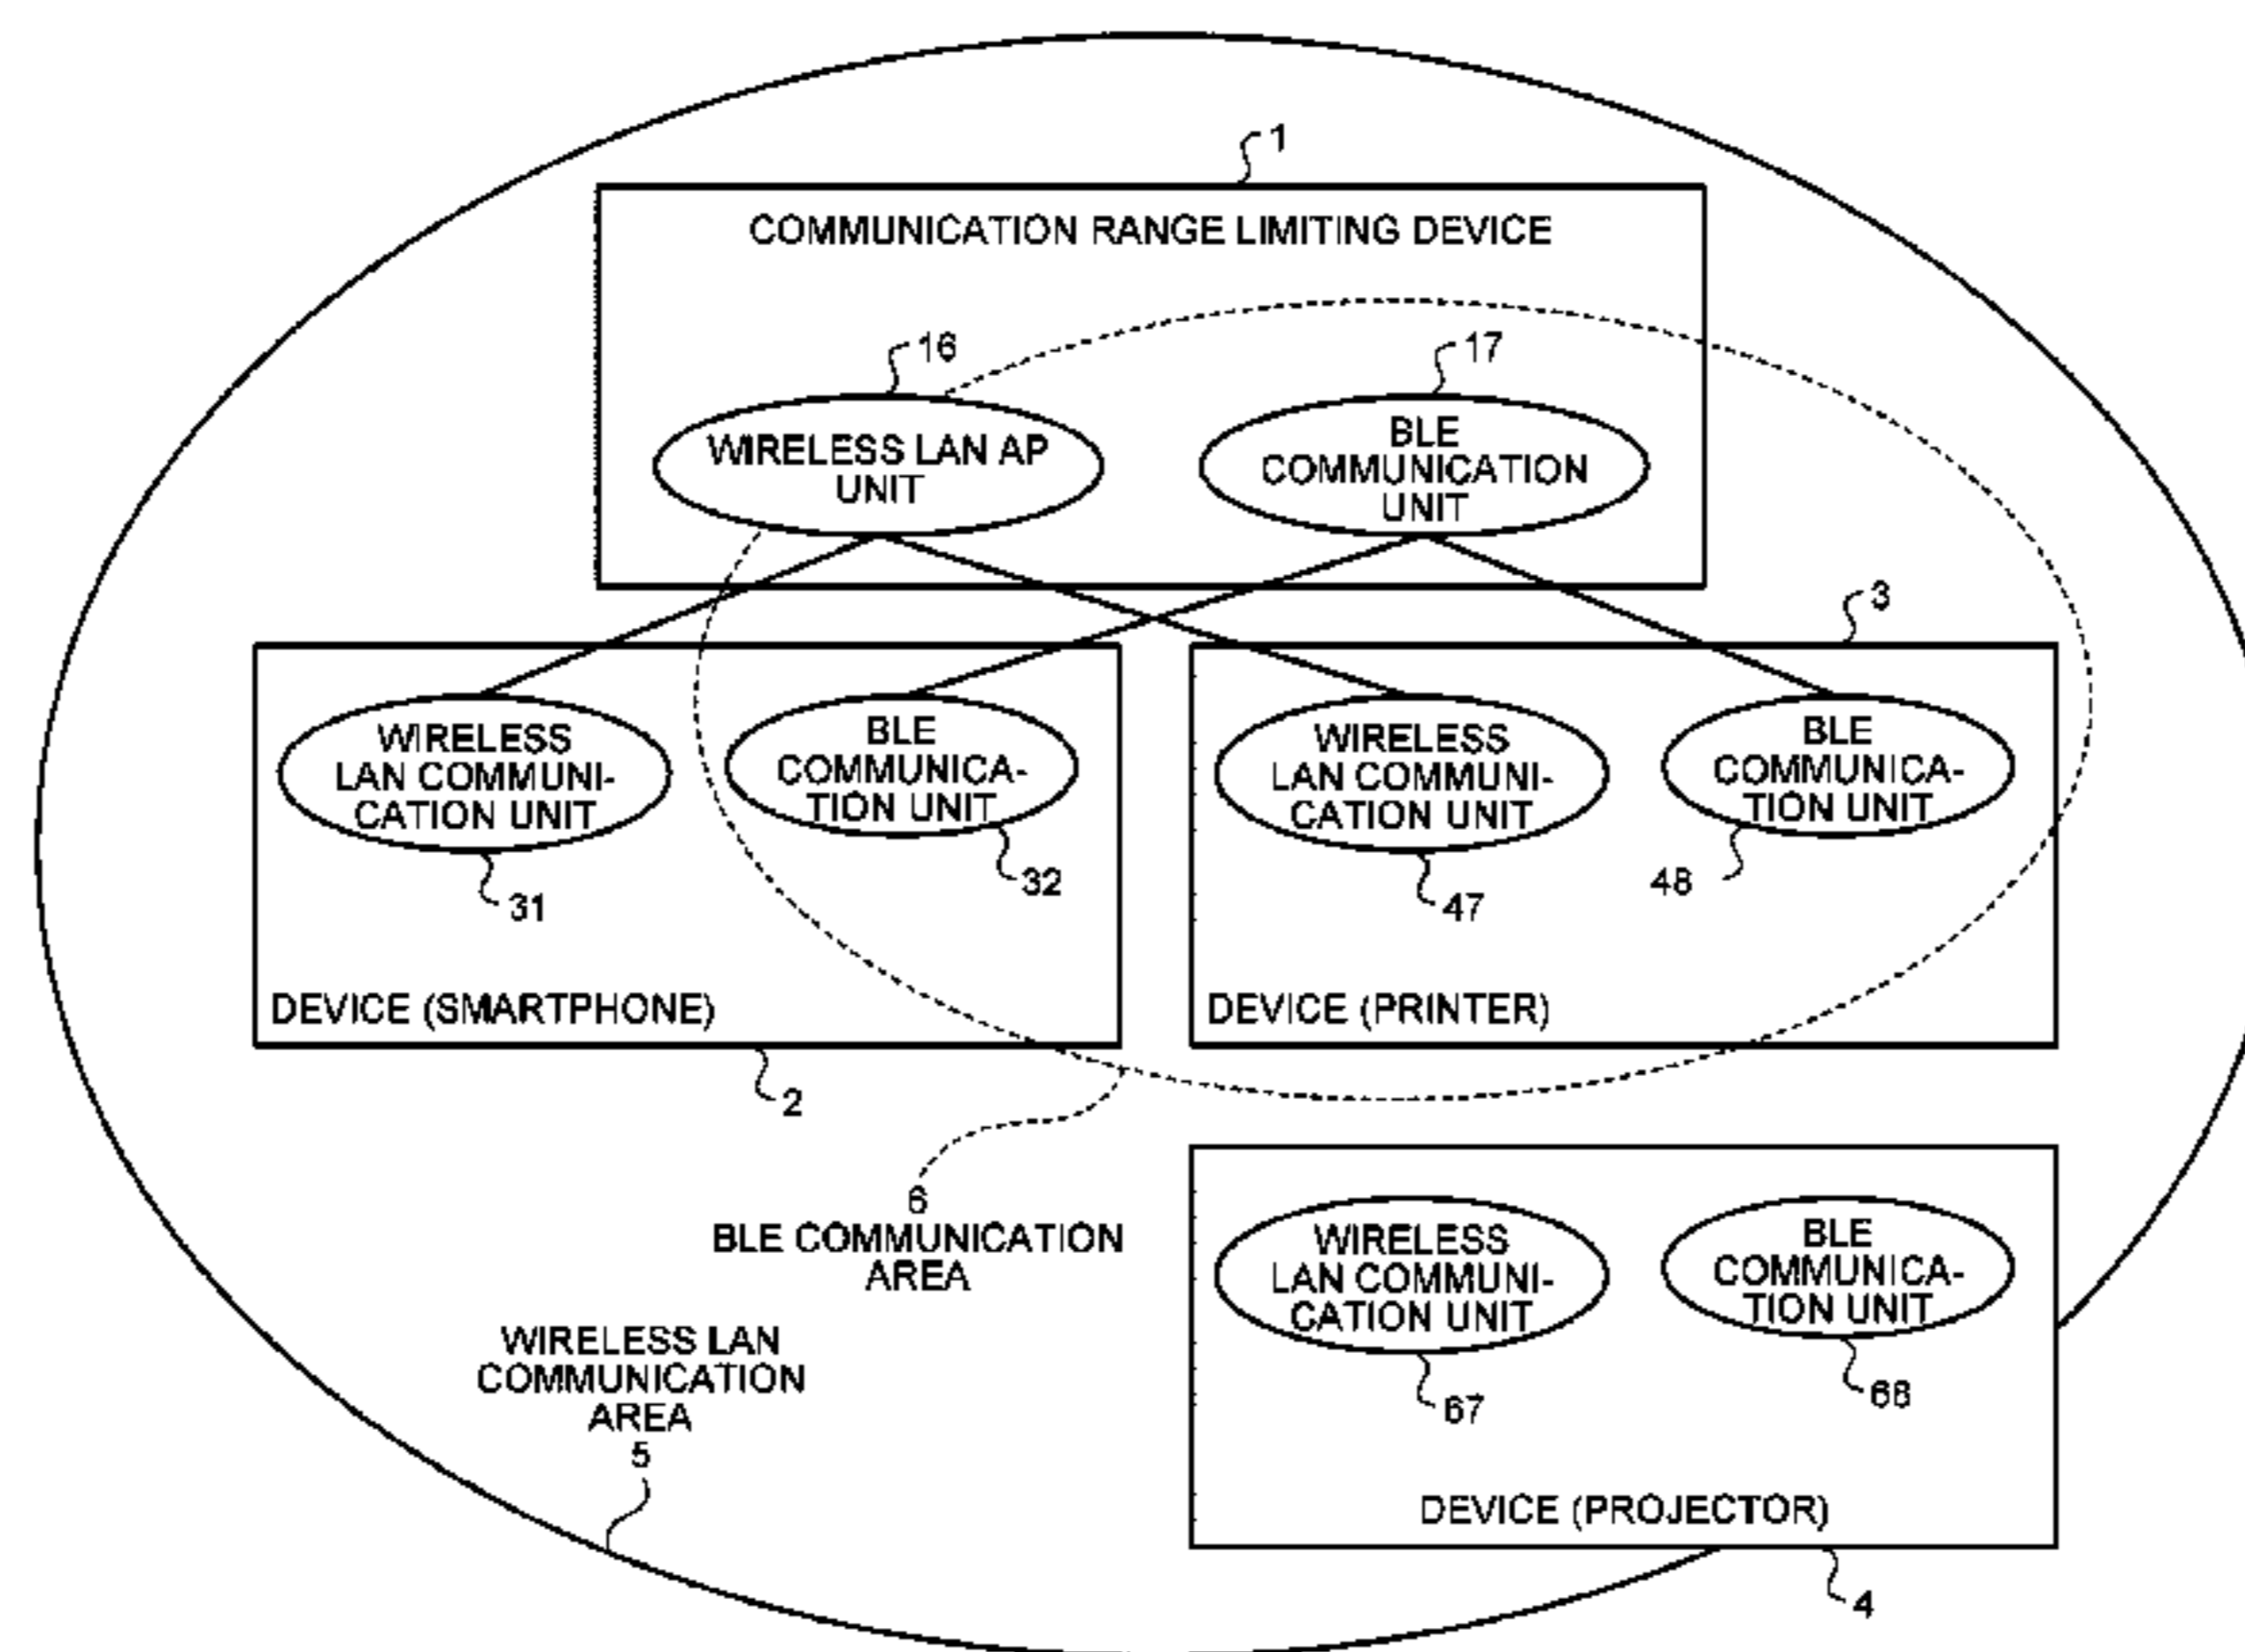 1
COMMUNICATION RANGE LIMITING DEVICE
16
17
WIRELESS LAN AP
UNIT
BLE
COMMUNICATION
UNIT
3
WIRELESS
LAN COMMUNI-
CATION UNIT
31
BLE
COMMUNICA-
TION UNIT
32
DEVICE (SMARTPHONE)
2
WIRELESS
LAN COMMUNI-
CATION UNIT
47
BLE
COMMUNICA-
TION UNIT
48
DEVICE (PRINTER)
6
BLE COMMUNICATION
AREA
WIRELESS LAN
COMMUNICATION
AREA
5
WIRELESS
LAN COMMUNI-
CATION UNIT
67
BLE
COMMUNICA-
TION UNIT
68
DEVICE (PROJECTOR)
4